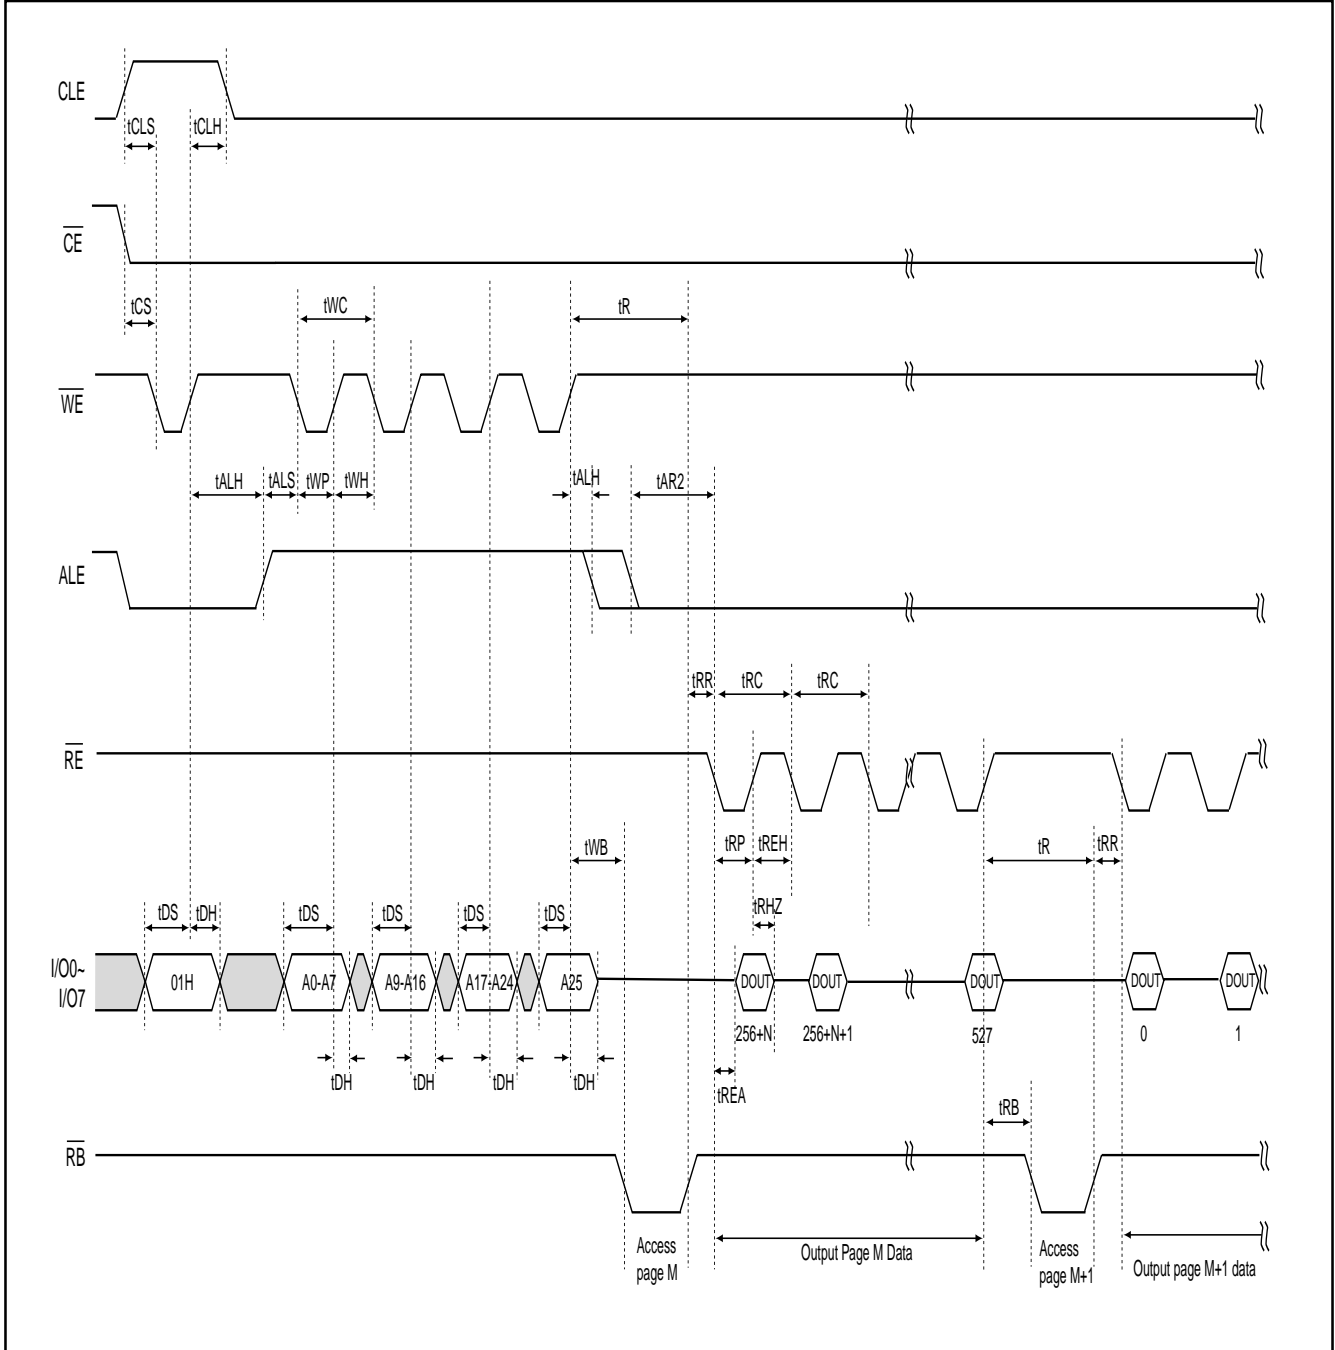 CLE
tCLS tCLH
CE
tCS tWC tR
WE
tALH tALS tWP tWH tALH tAR2
ALE
tRR tRC tRC
RE
tWB tRP tREH tR tRR
tDS tDH tDS tDS tDS tDS tRHZ
I/O0~
I/O7
01H A0-A7 A9-A16 A17-A24 A25 DOUT DOUT DOUT DOUT DOUT
256+N 256+N+1 527 0 1
tDH tDH tDH tDH tREA
tRB
RB
Access
page M
Output Page M Data
Access
page M+1
Output page M+1 data